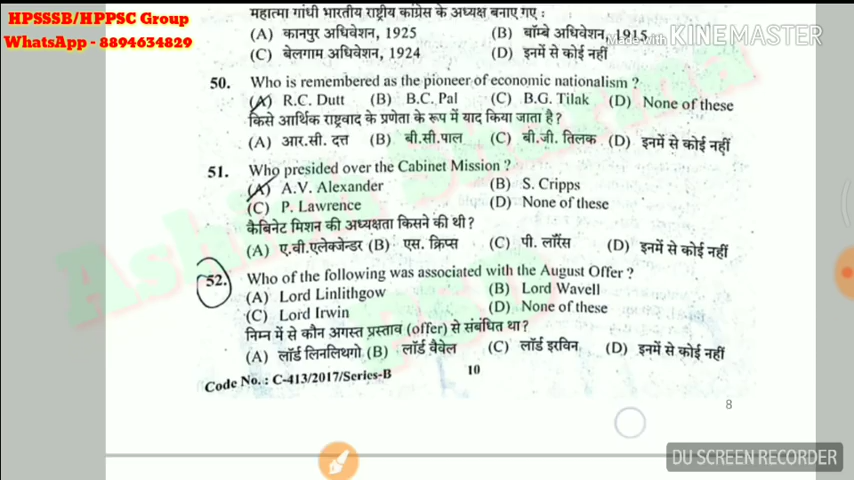 HPSSSB/HPPSC Group
WhatsApp - 8894634829
Made with KINEMASTER
महात्मा गांधी भारतीय राष्ट्रीय कांग्रेस के अध्यक्ष बनाए गए :
(A) कानपुर अधिवेशन, 1925 (B) बॉम्बे अधिवेशन, 1915
(C) बेलगाम अधिवेशन, 1924 (D) इनमें से कोई नहीं
50. Who is remembered as the pioneer of economic nationalism ?
(A) R.C. Dutt (B) B.C. Pal (C) B.G. Tilak (D) None of these
किसे आर्थिक राष्ट्रवाद के प्रणेता के रूप में याद किया जाता है?
(A) आर.सी. दत्त (B) बी.सी.पाल (C) बी.जी. तिलक (D) इनमें से कोई नहीं
51. Who presided over the Cabinet Mission ?
(A) A.V. Alexander (B) S. Cripps
(C) P. Lawrence (D) None of these
कैबिनेट मिशन की अध्यक्षता किसने की थी?
(A) ए.वी.एलेक्जेन्डर (B) एस. क्रिप्स (C) पी. लॉरेंस (D) इनमें से कोई नहीं
52. Who of the following was associated with the August Offer ?
(A) Lord Linlithgow (B) Lord Wavell
(C) Lord Irwin (D) None of these
निम्न में से कौन अगस्त प्रस्ताव (offer) से संबंधित था?
(A) लॉर्ड लिनलिथगो (B) लॉर्ड वैवेल (C) लॉर्ड इरविन (D) इनमें से कोई नहीं
Code No. : C-413/2017/Series-B 10
8
DU SCREEN RECORDER